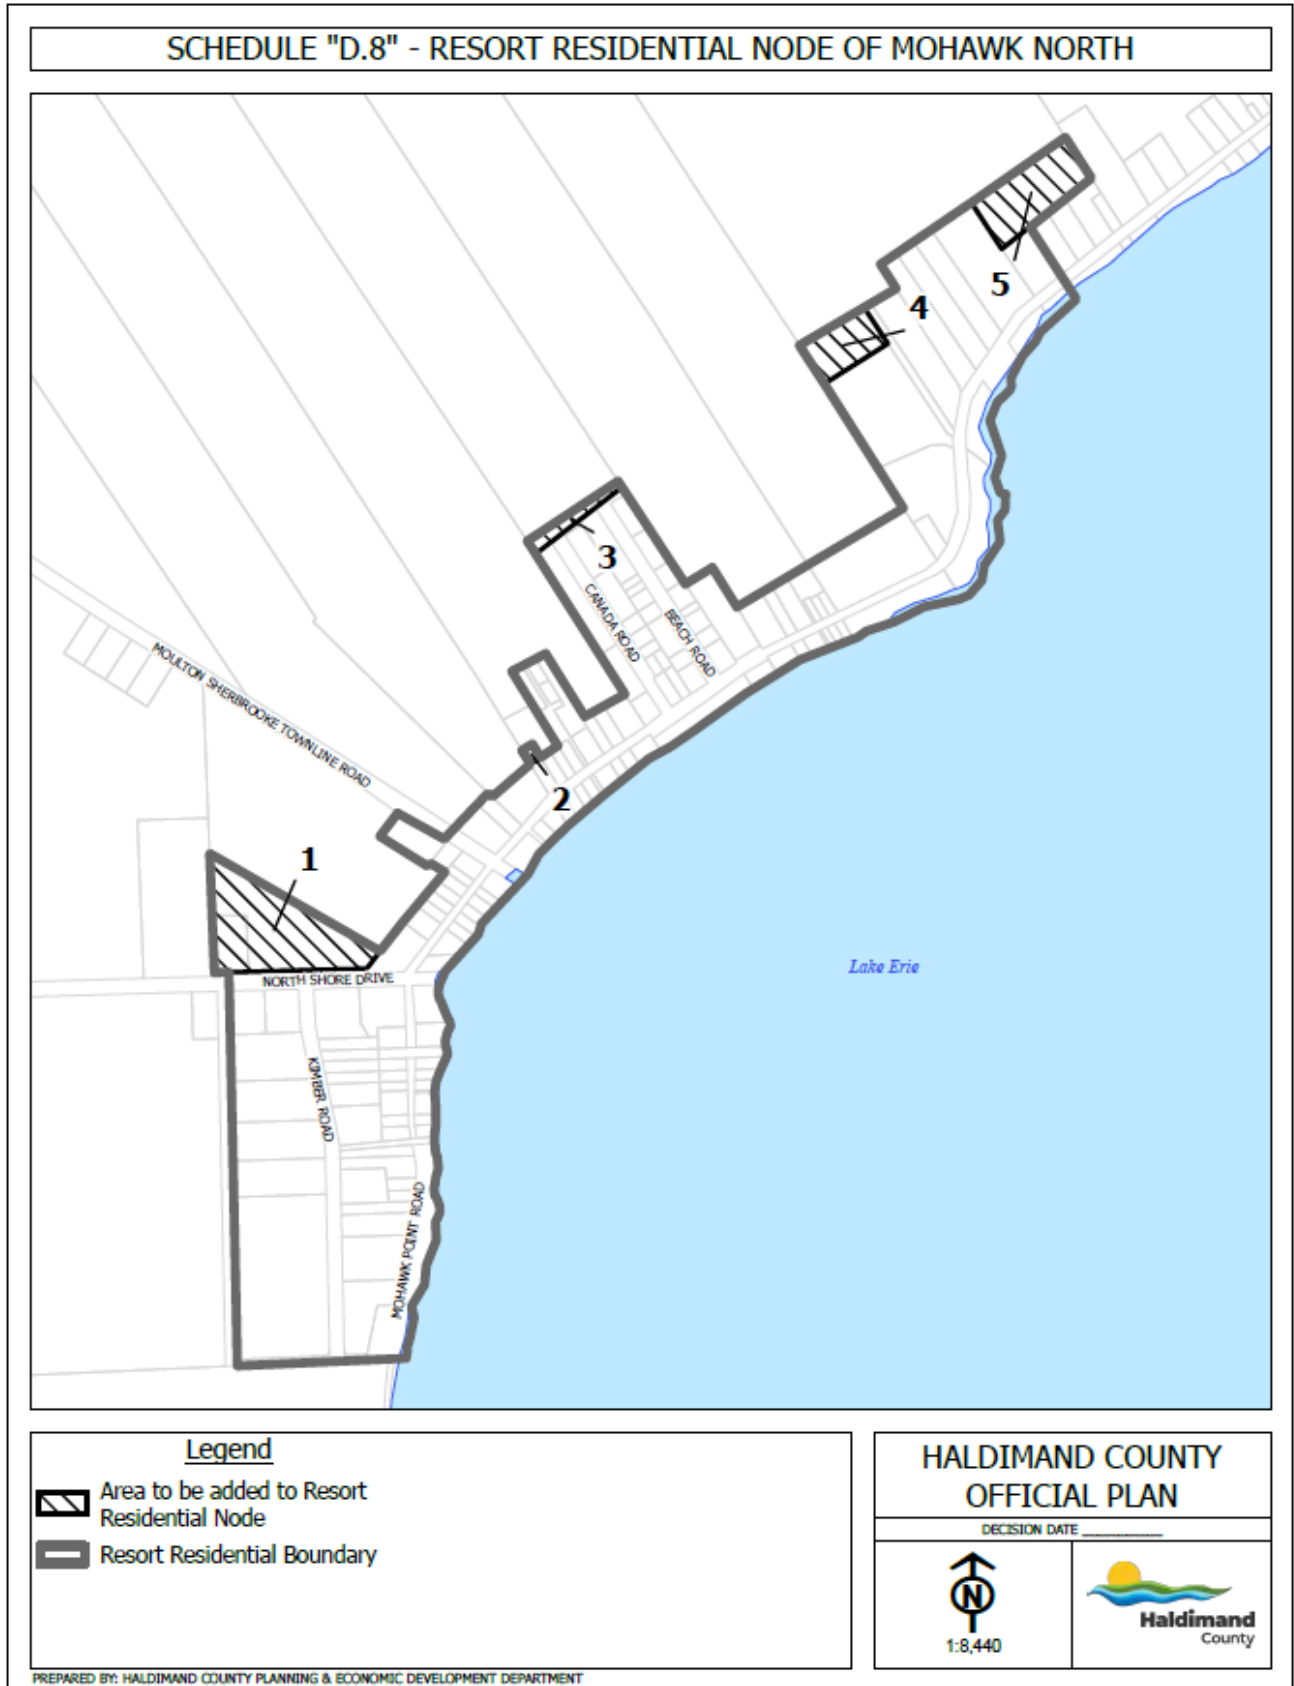 SCHEDULE "D.8" - RESORT RESIDENTIAL NODE OF MOHAWK NORTH
5
4
3
CANADA ROAD
BEACH ROAD
MOULTON SHERBROOKE TOWNLINE ROAD
2
1
Lake Erie
NORTH SHORE DRIVE
KIMBER ROAD
MOHAWK POINT ROAD
Legend
Area to be added to Resort
Residential Node
Resort Residential Boundary
HALDIMAND COUNTY
OFFICIAL PLAN
DECISION DATE ___________
N
1:8,440
Haldimand
County
PREPARED BY: HALDIMAND COUNTY PLANNING & ECONOMIC DEVELOPMENT DEPARTMENT